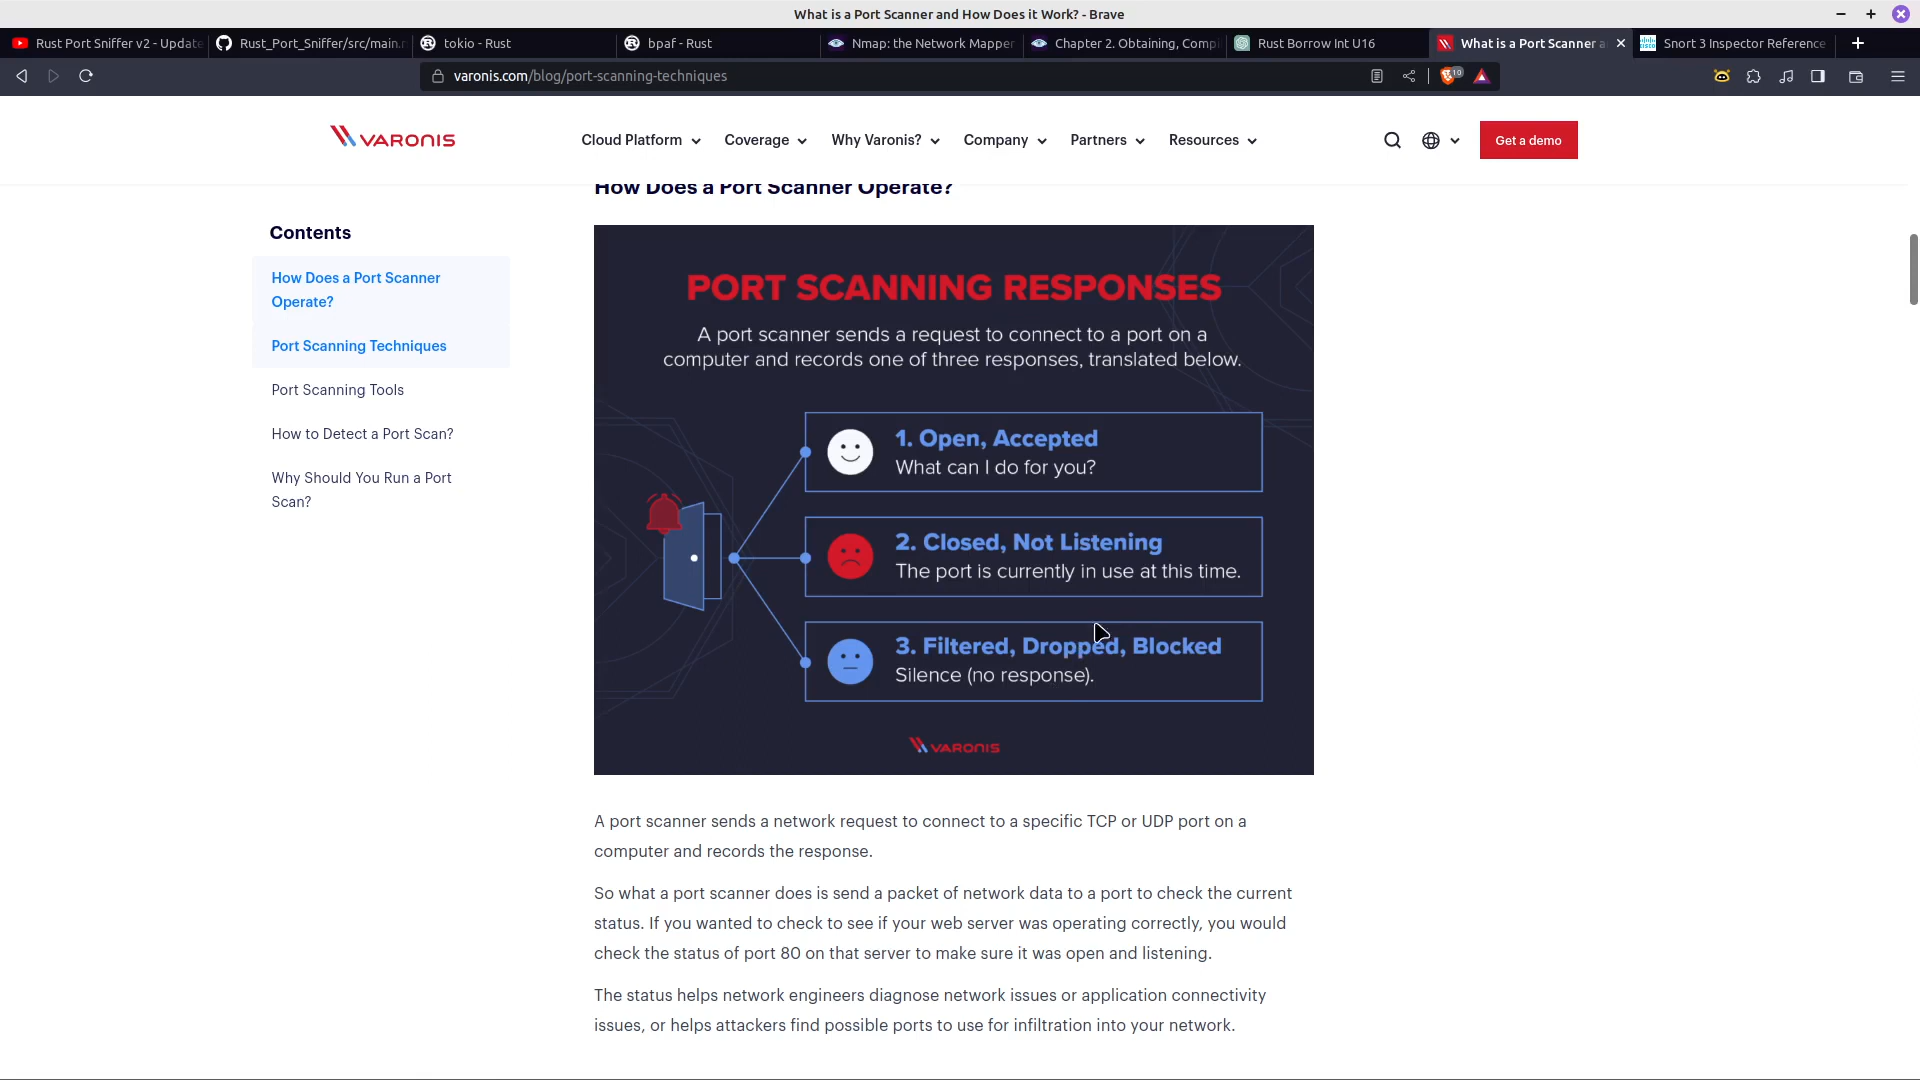 What is a Port Scanner and How Does it Work? - Brave
Rust Port Sniffer v2 - Update
Rust_Port_Sniffer/src/main.r
tokio - Rust
bpaf - Rust
Nmap: the Network Mapper
Chapter 2. Obtaining, Compi
Rust Borrow Int U16
What is a Port Scanner a
Snort 3 Inspector Reference
varonis.com/blog/port-scanning-techniques
10
VARONIS
Cloud Platform
Coverage
Why Varonis?
Company
Partners
Resources
Get a demo
How Does a Port Scanner Operate?
Contents
How Does a Port Scanner
Operate?
Port Scanning Techniques
Port Scanning Tools
How to Detect a Port Scan?
Why Should You Run a Port
Scan?
PORT SCANNING RESPONSES
A port scanner sends a request to connect to a port on a
computer and records one of three responses, translated below.
1. Open, Accepted
What can I do for you?
2. Closed, Not Listening
The port is currently in use at this time.
3. Filtered, Dropped, Blocked
Silence (no response).
VARONIS
A port scanner sends a network request to connect to a specific TCP or UDP port on a
computer and records the response.
So what a port scanner does is send a packet of network data to a port to check the current
status. If you wanted to check to see if your web server was operating correctly, you would
check the status of port 80 on that server to make sure it was open and listening.
The status helps network engineers diagnose network issues or application connectivity
issues, or helps attackers find possible ports to use for infiltration into your network.